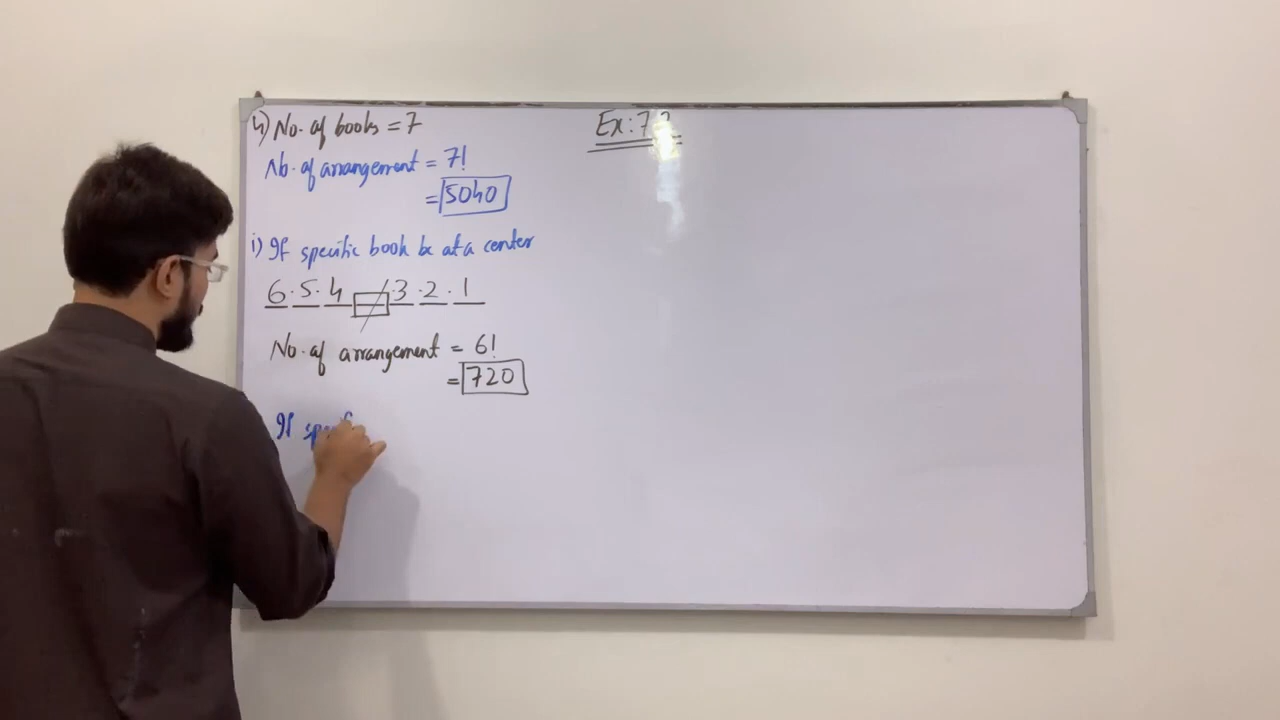 4) No. of books = 7
Ex: 7.2
No. of arrangement = 7!
= 5040
i) If specific book be at a center
6 . 5 . 4 . 3 . 2 . 1
No. of arrangement = 6!
= 720
If